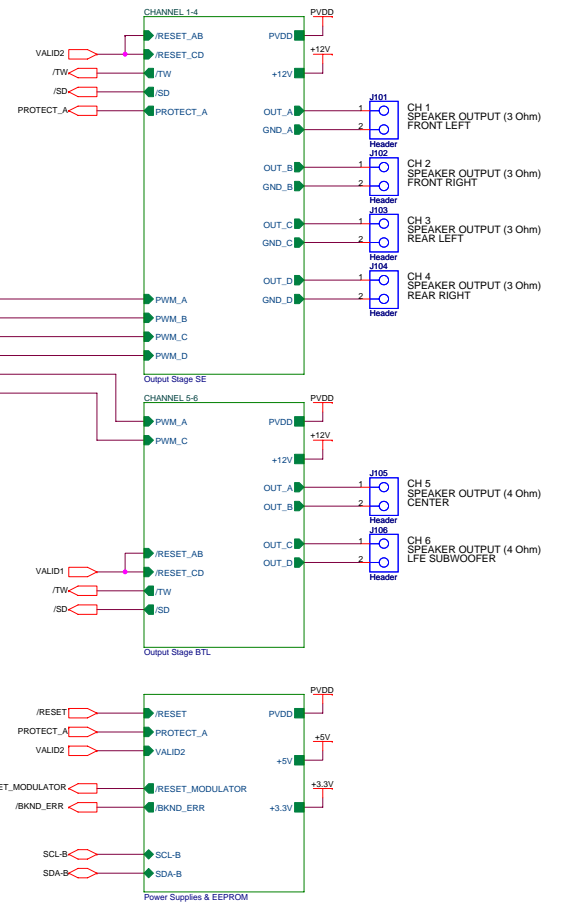 CHANNEL 1-4
PVDD
/RESET_AB
PVDD
VALID2
/RESET_CD
+12V
/TW
/TW
+12V
/SD
/SD
PROTECT_A
PROTECT_A
OUT_A
1
J101
CH 1
GND_A
2
SPEAKER OUTPUT (3 Ohm)
FRONT LEFT
Header
OUT_B
1
J102
CH 2
GND_B
2
SPEAKER OUTPUT (3 Ohm)
FRONT RIGHT
Header
OUT_C
1
J103
CH 3
GND_C
2
SPEAKER OUTPUT (3 Ohm)
REAR LEFT
Header
OUT_D
1
J104
CH 4
GND_D
2
SPEAKER OUTPUT (3 Ohm)
REAR RIGHT
Header
PWM_A
PWM_B
PWM_C
PWM_D
Output Stage SE
CHANNEL 5-6
PVDD
PWM_A
PVDD
PWM_C
+12V
+12V
OUT_A
1
J105
CH 5
OUT_B
2
SPEAKER OUTPUT (4 Ohm)
CENTER
Header
OUT_C
1
J106
CH 6
OUT_D
2
SPEAKER OUTPUT (4 Ohm)
LFE SUBWOOFER
Header
/RESET_AB
VALID1
/RESET_CD
/TW
/TW
/SD
/SD
Output Stage BTL
PVDD
/RESET
/RESET
PVDD
PROTECT_A
PROTECT_A
+5V
VALID2
VALID2
+5V
ET_MODULATOR
/RESET_MODULATOR
+3.3V
/BKND_ERR
/BKND_ERR
+3.3V
SCL-B
SCL-B
SDA-B
SDA-B
Power Supplies & EEPROM